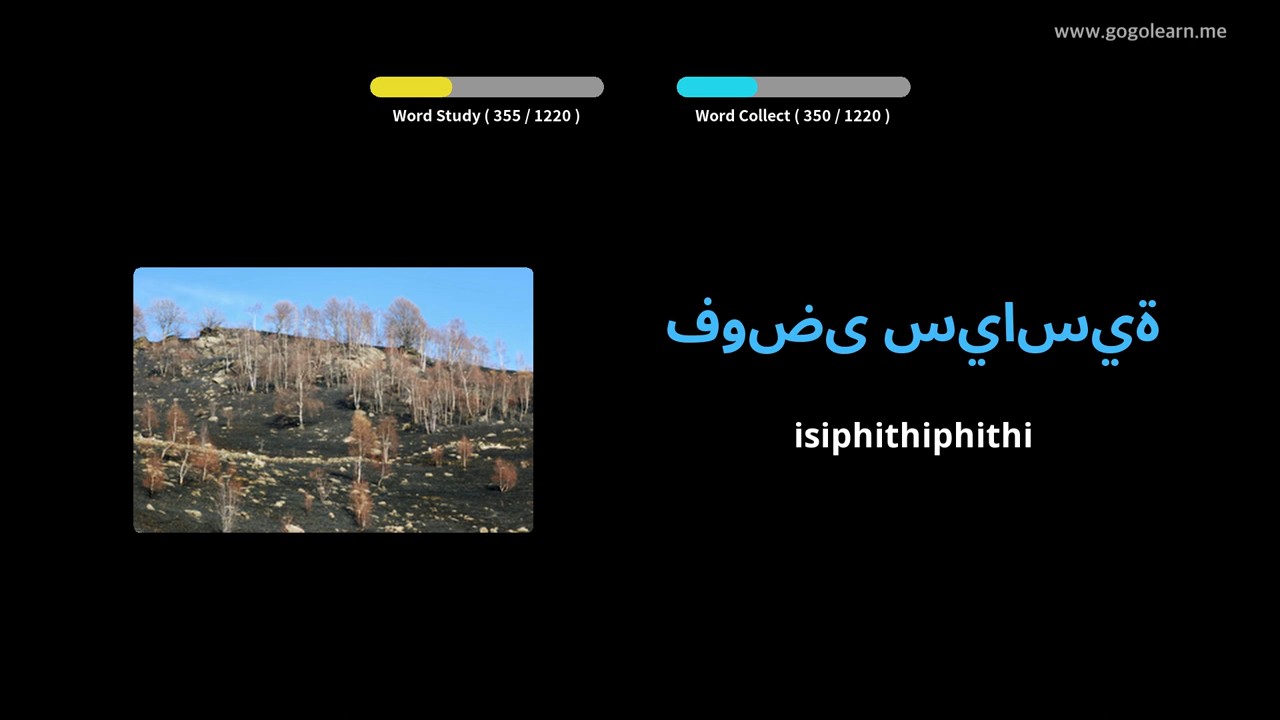 www.gogolearn.me
Word Study ( 355 / 1220 )
Word Collect ( 350 / 1220 )
فوضى سياسية
isiphithiphithi